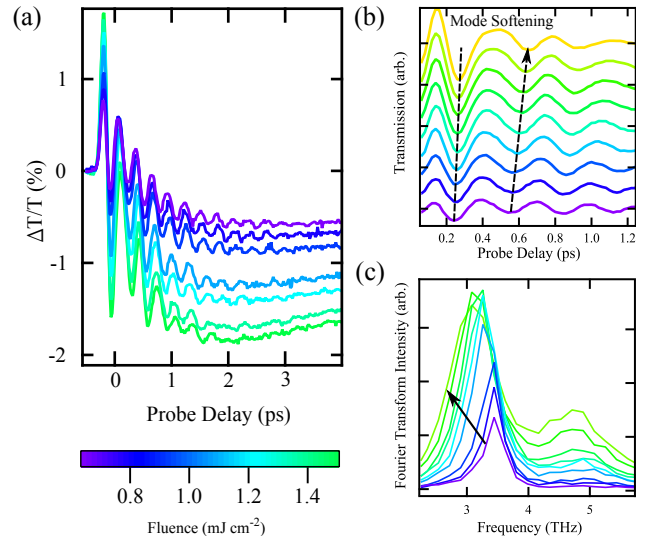 (a)
1
0
-1
-2
ΔT/T (%)
0
1
2
3
Probe Delay (ps)
0.8
1.0
1.2
1.4
Fluence (mJ cm⁻²)
(b)
Mode Softening
Transmission (arb.)
0.2
0.4
0.6
0.8
1.0
1.2
Probe Delay (ps)
(c)
Fourier Transform Intensity (arb.)
3
4
5
Frequency (THz)